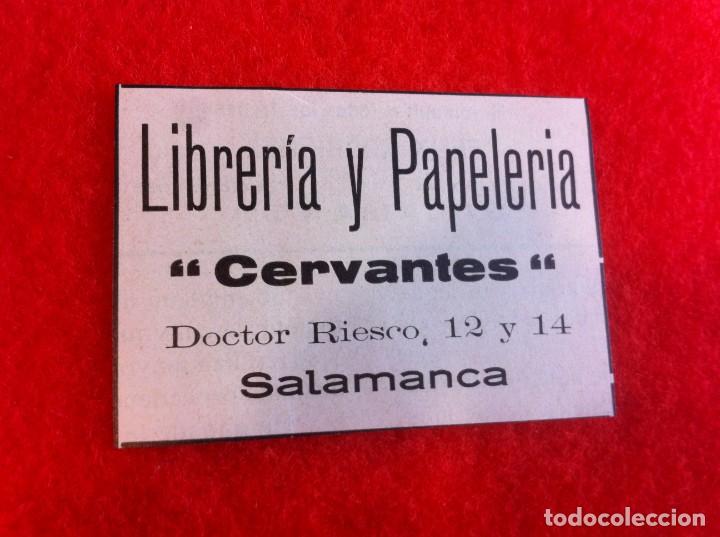 Librería y Papeleria
“ Cervantes “
Doctor Riesco, 12 y 14
Salamanca
todocoleccion